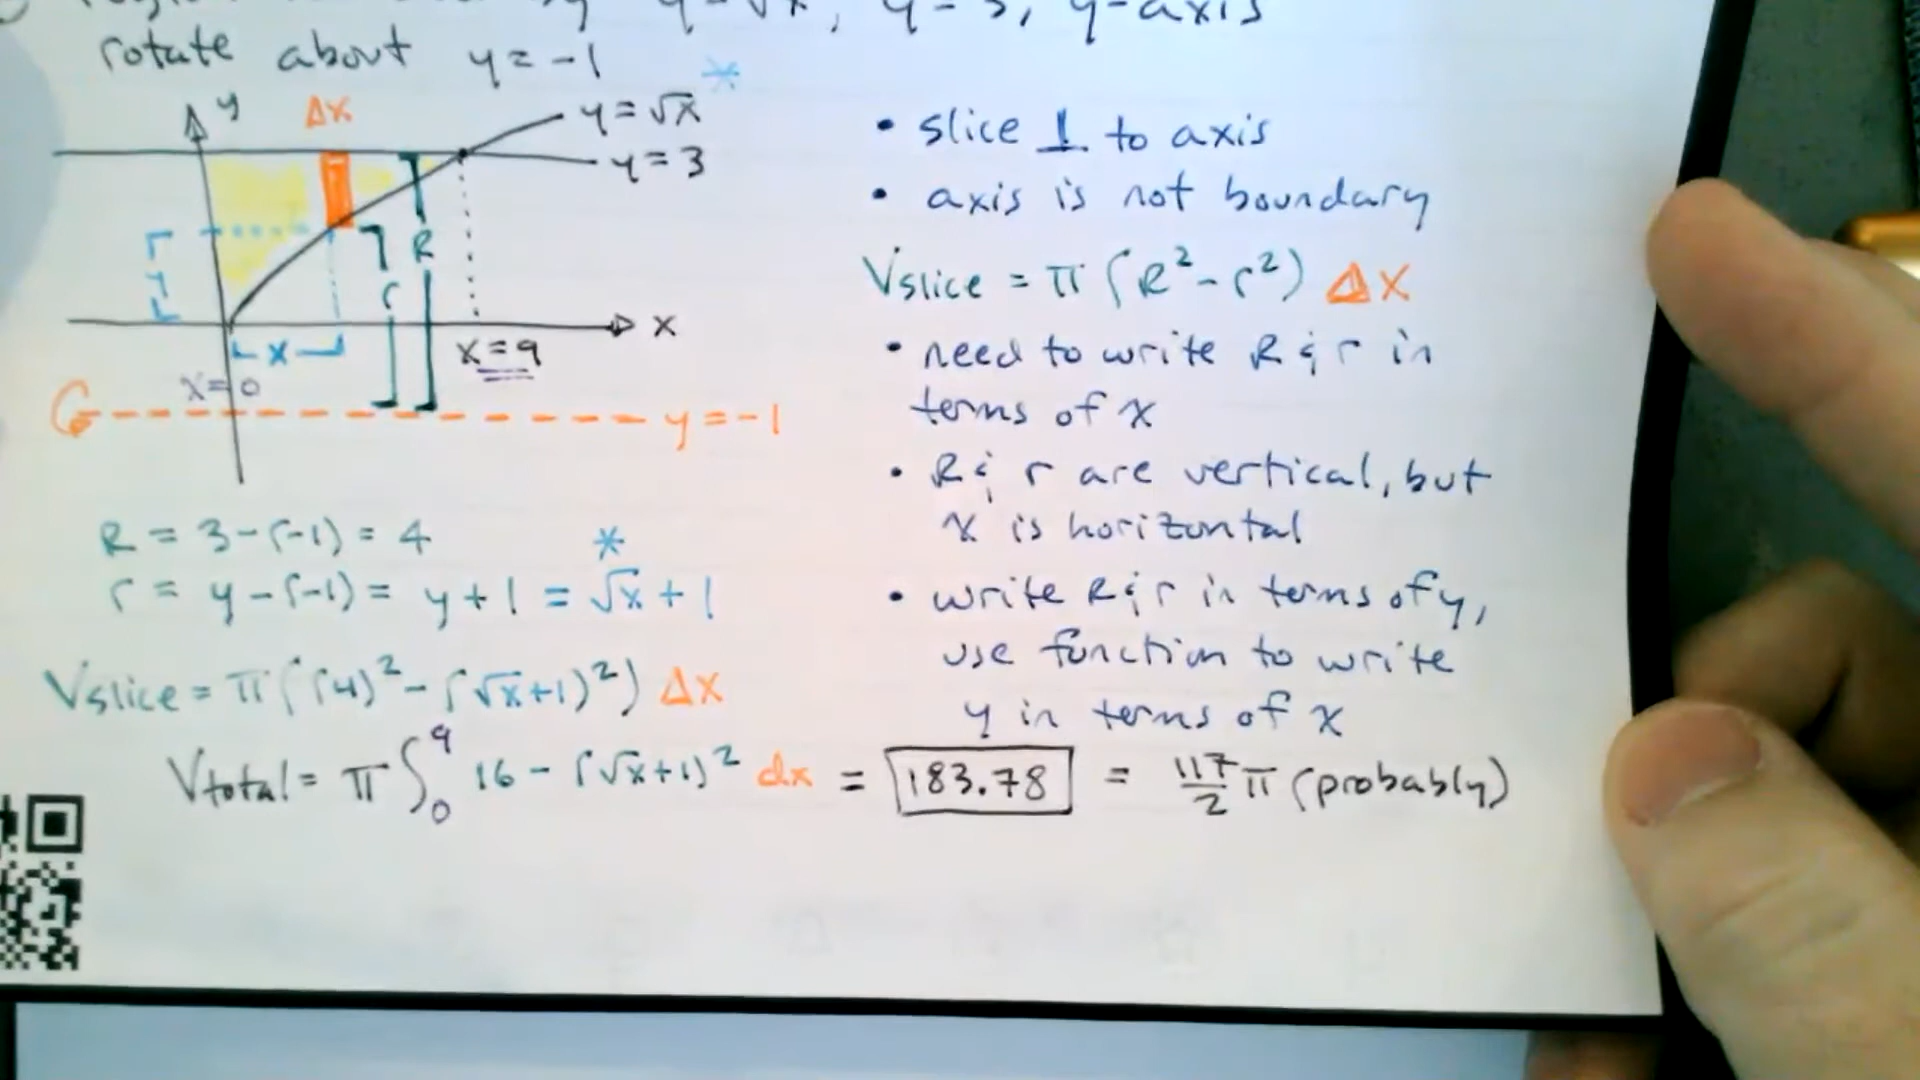 y=√x, y=3, y-axis
rotate about y=-1
*
y
Δx
y=√x
y=3
R
y
r
x
x
x=9
x=0
y=-1
R = 3-(-1) = 4
*
r = y-(-1) = y+1 = √x+1
Vslice = π((4)²-(√x+1)²) Δx
Vtotal = π∫₀⁹ 16-(√x+1)² dx = 183.78 = 117/2 π (probably)
• slice ⊥ to axis
• axis is not boundary
Vslice = π(R²-r²) Δx
• need to write R & r in
terms of x
• R & r are vertical, but
x is horizontal
• write R & r in terms of y,
use function to write
y in terms of x